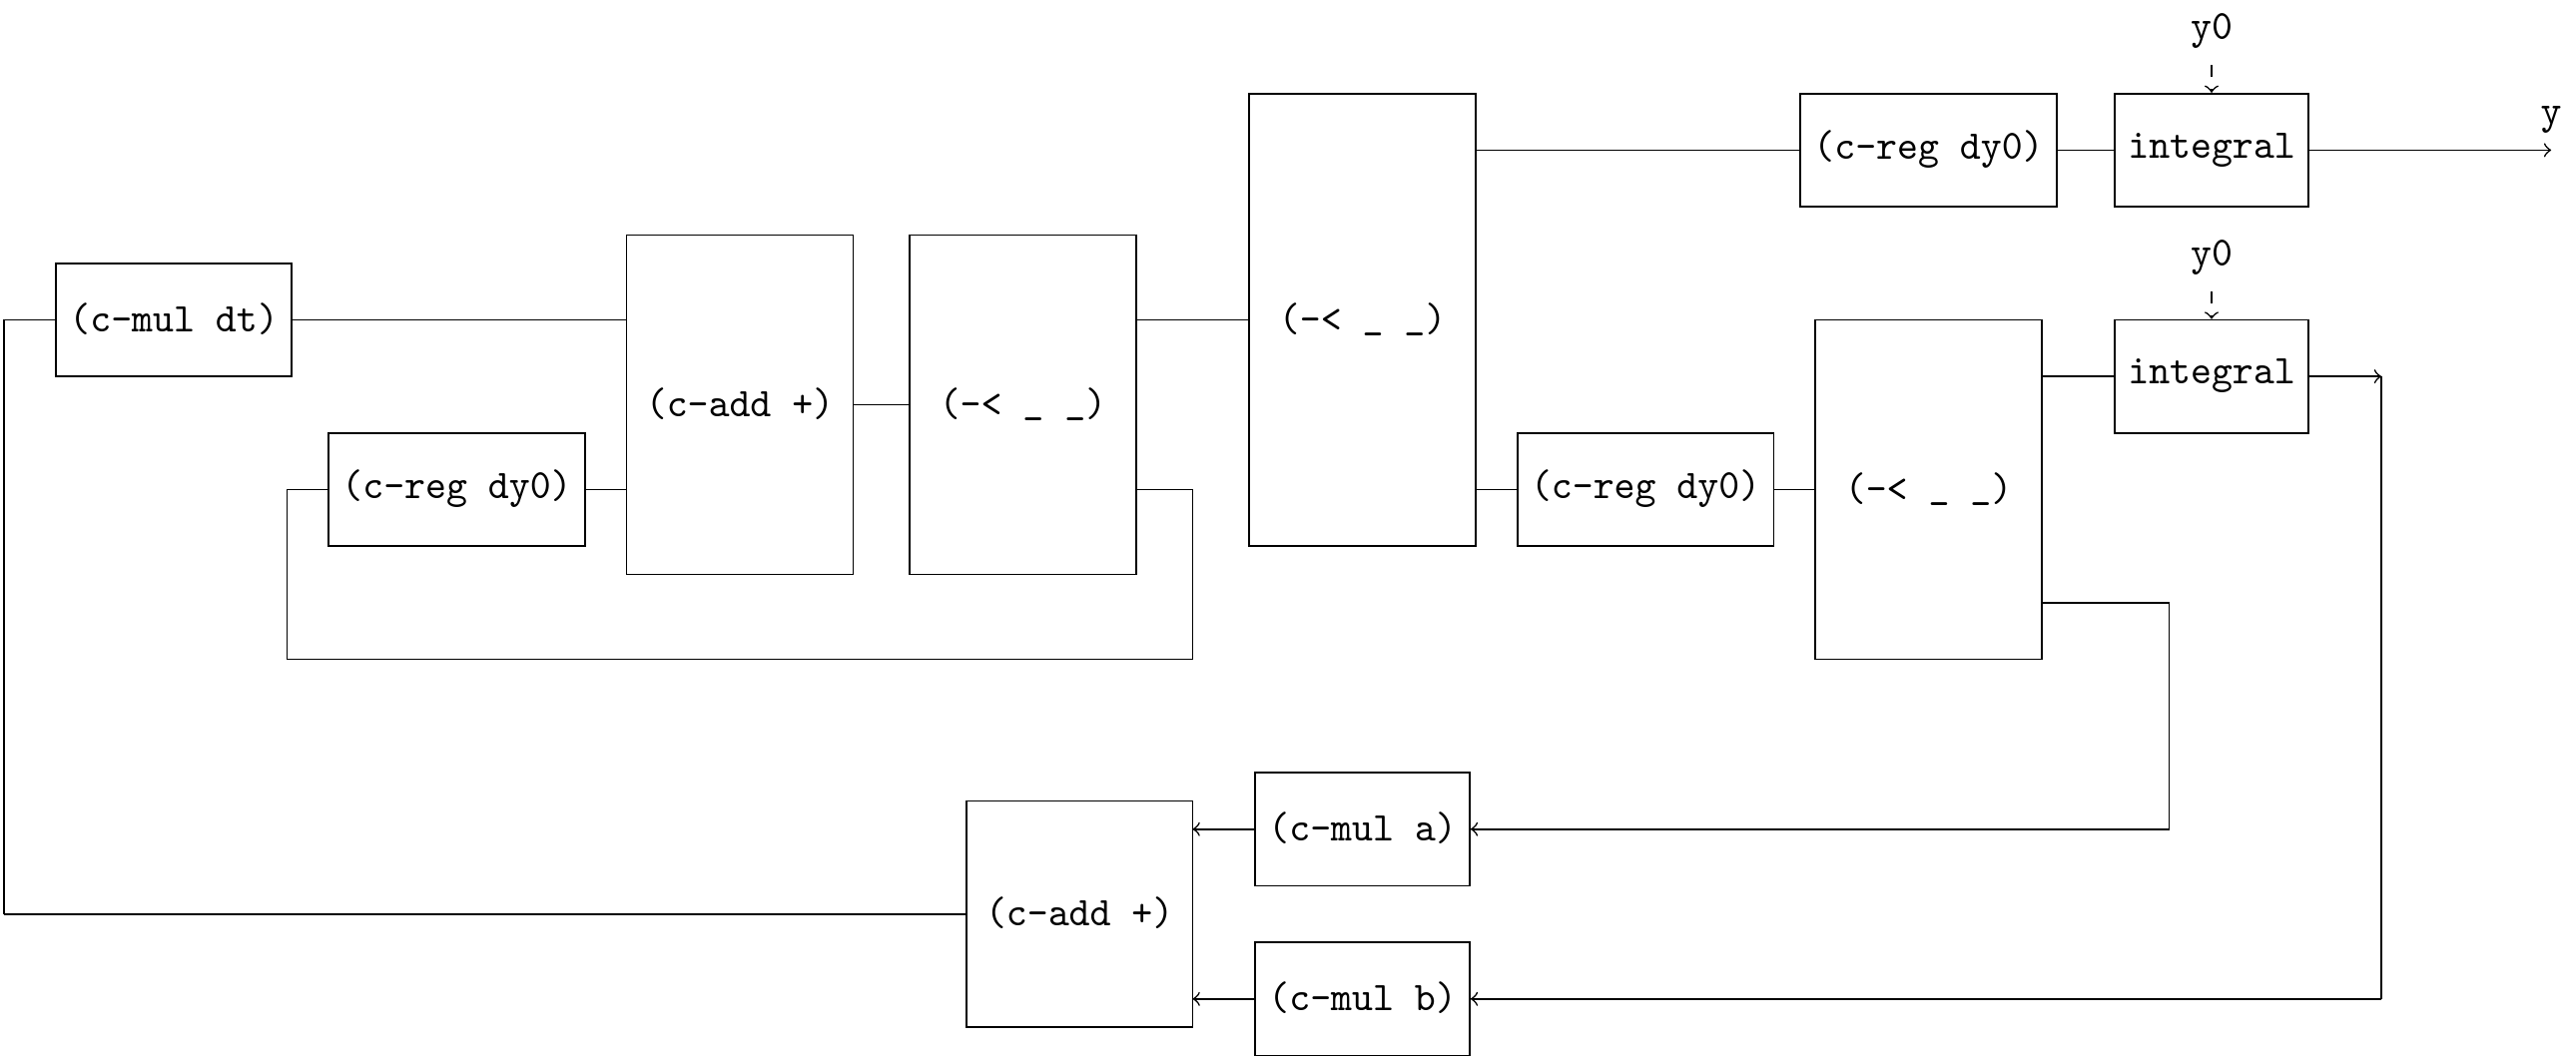 y0
y
(c-reg dy0)
integral
y0
(c-mul dt)
(-< _ _)
integral
(c-add +)
(-< _ _)
(c-reg dy0)
(c-reg dy0)
(-< _ _)
(c-mul a)
(c-add +)
(c-mul b)